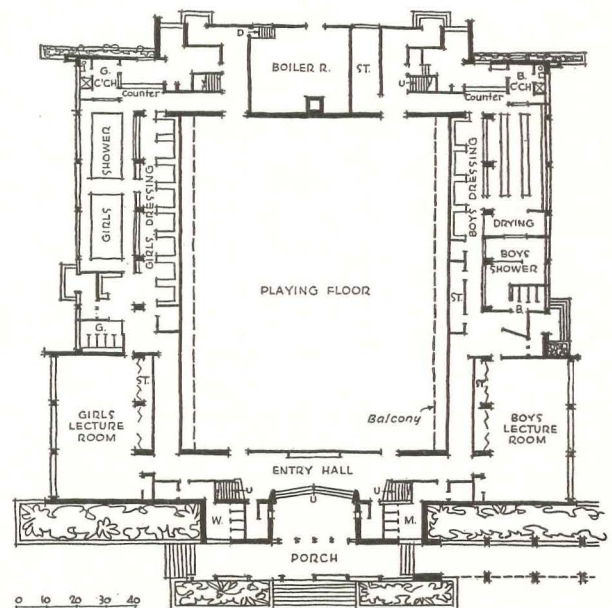 D
BOILER R.
ST.
U
G.
C'CH
Counter
B.
C'CH
Counter
SHOWER
GIRLS
GIRLS DRESSING
BOYS DRESSING
DRYING
BOYS
SHOWER
B.
ST.
PLAYING FLOOR
G.
ST.
GIRLS
LECTURE
ROOM
Balcony
ST.
BOYS
LECTURE
ROOM
ENTRY HALL
U
U
U
W.
M.
PORCH
0 10 20 30 40